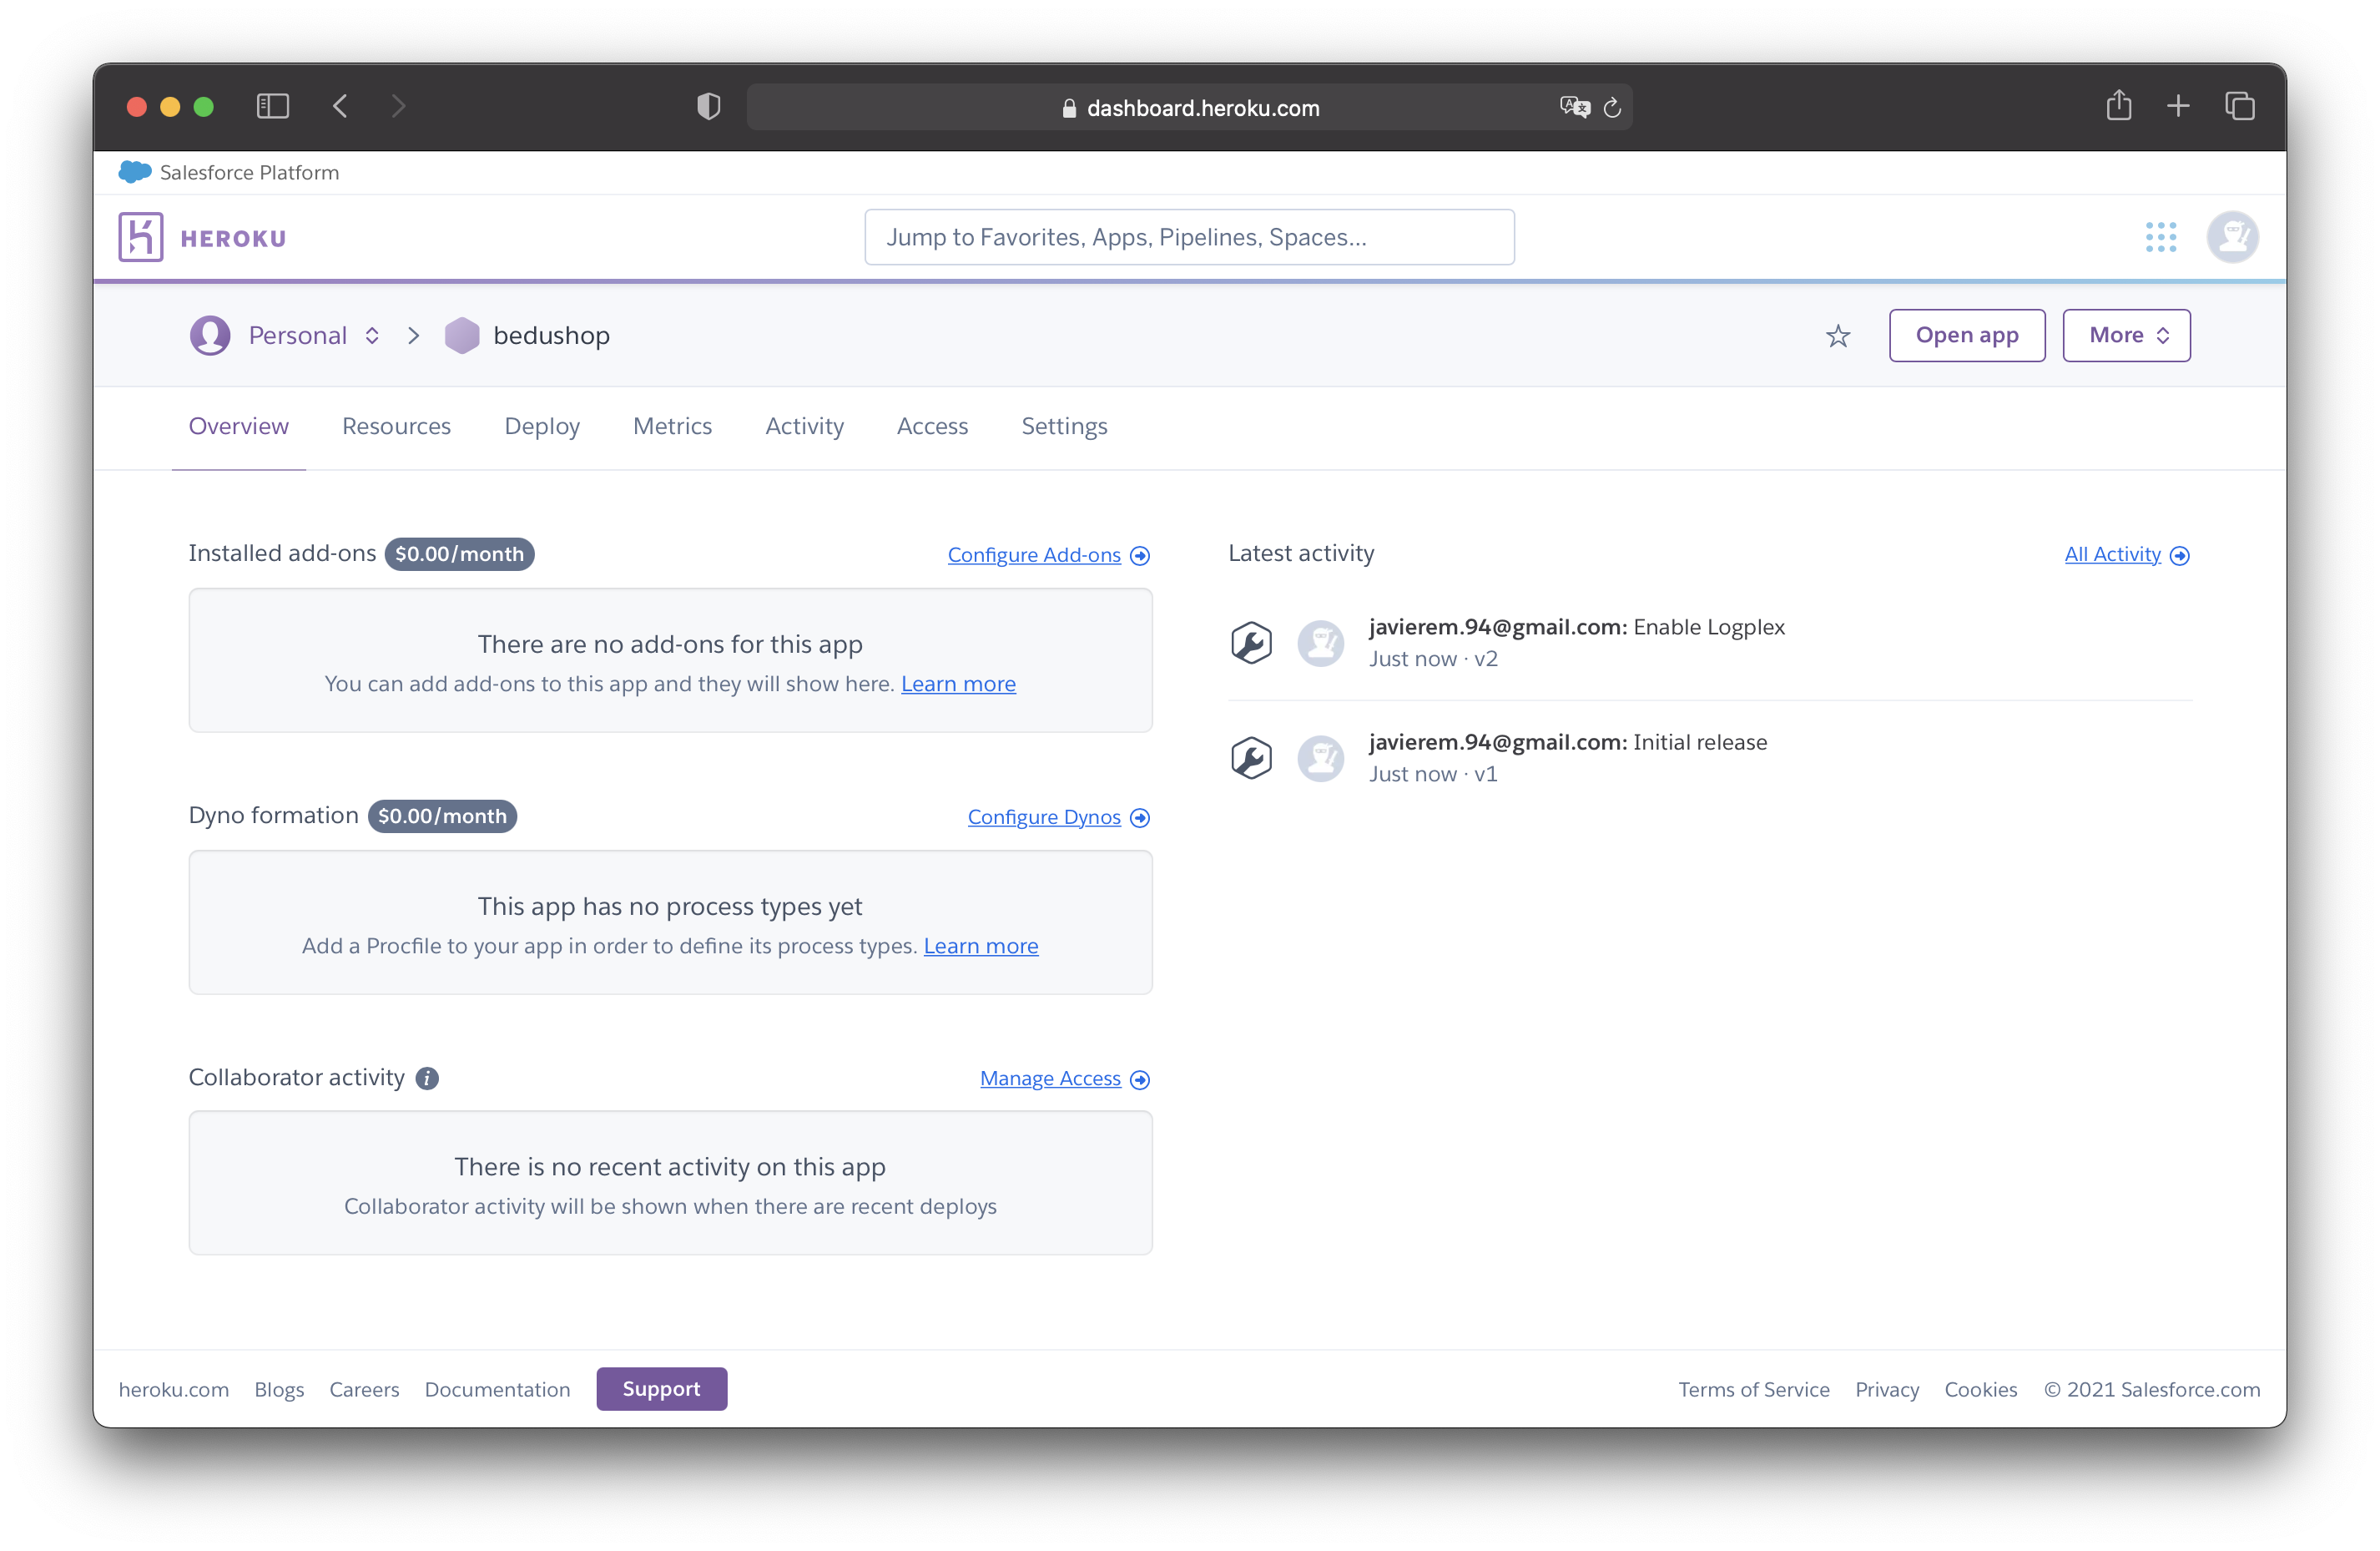 dashboard.heroku.com
Salesforce Platform
HEROKU
Jump to Favorites, Apps, Pipelines, Spaces...
Personal
bedushop
Open app
More
Overview
Resources
Deploy
Metrics
Activity
Access
Settings
Installed add-ons $0.00/month
Configure Add-ons
There are no add-ons for this app
You can add add-ons to this app and they will show here. Learn more
Dyno formation $0.00/month
Configure Dynos
This app has no process types yet
Add a Procfile to your app in order to define its process types. Learn more
Collaborator activity
Manage Access
There is no recent activity on this app
Collaborator activity will be shown when there are recent deploys
Latest activity
All Activity
javierem.94@gmail.com: Enable Logplex
Just now · v2
javierem.94@gmail.com: Initial release
Just now · v1
heroku.com
Blogs
Careers
Documentation
Support
Terms of Service
Privacy
Cookies
© 2021 Salesforce.com